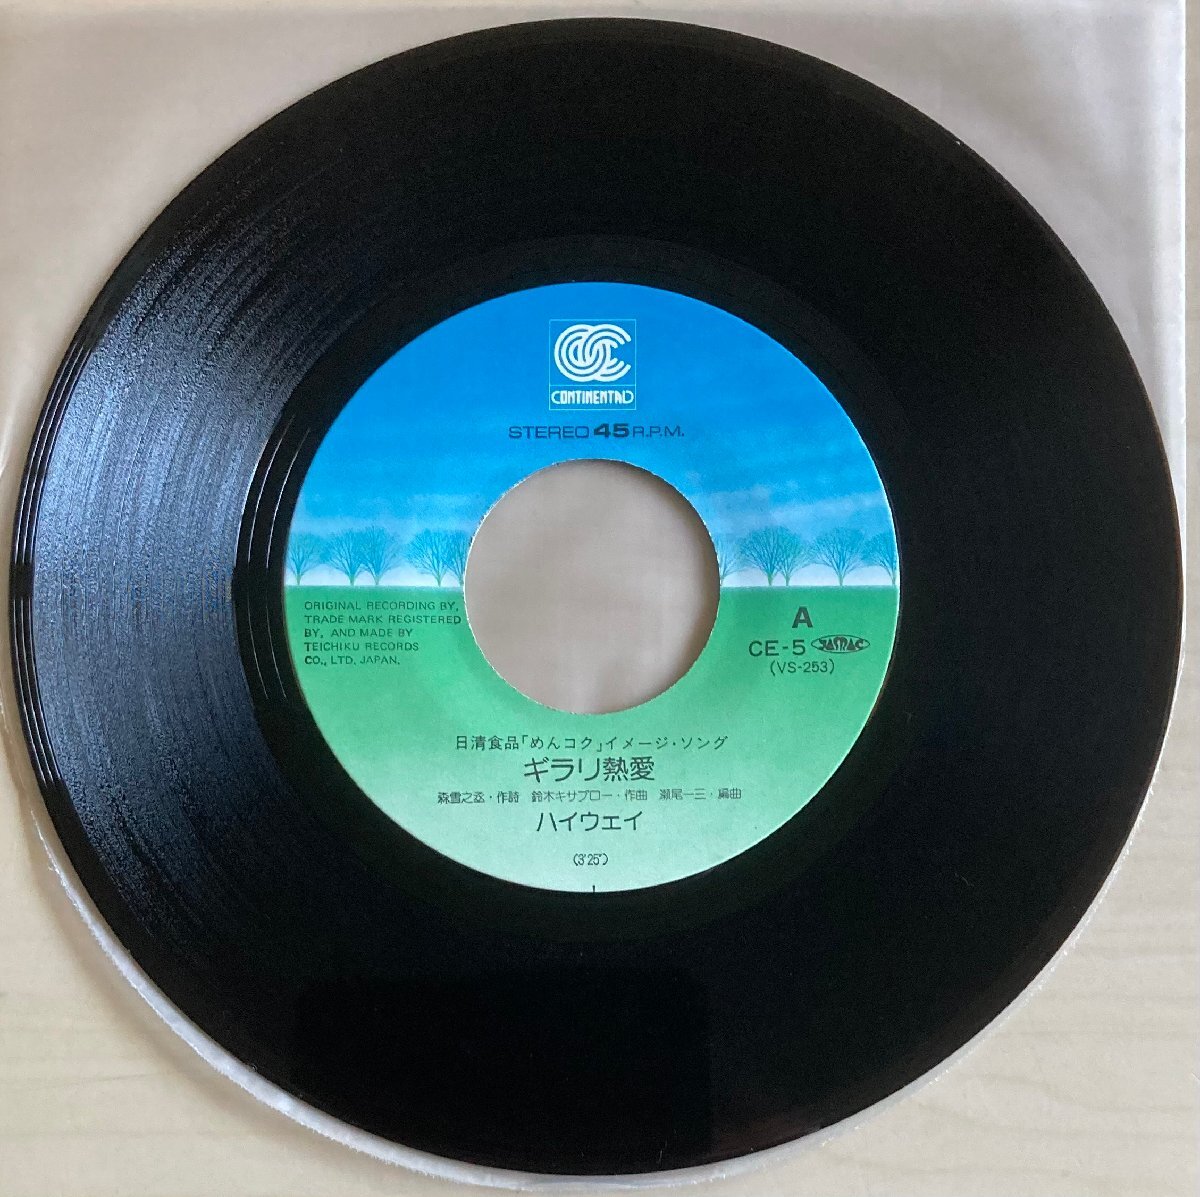 CONTINENTAL
STEREO 45 R.P.M.
ORIGINAL RECORDING BY,
TRADE MARK REGISTERED
BY, AND MADE BY
TEICHIKU RECORDS
CO., LTD. JAPAN.
A
CE-5 JASRAC
(VS-253)
日清食品「めんコク」イメージ・ソング
ギラリ熱愛
森雪之丞・作詩 鈴木キサブロー・作曲 瀬尾一三・編曲
ハイウェイ
(3'25")